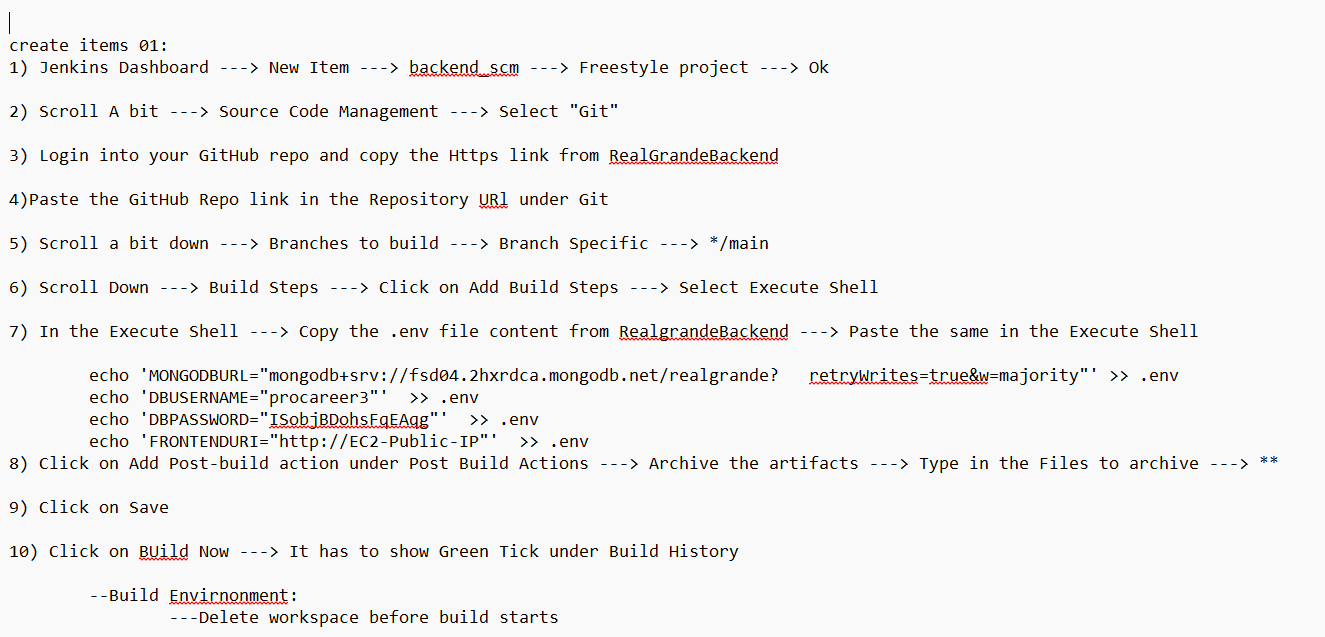 create items 01:
1) Jenkins Dashboard ---> New Item ---> backend_scm ---> Freestyle project ---> Ok
2) Scroll A bit ---> Source Code Management ---> Select "Git"
3) Login into your GitHub repo and copy the Https link from RealGrandeBackend
4)Paste the GitHub Repo link in the Repository URl under Git
5) Scroll a bit down ---> Branches to build ---> Branch Specific ---> */main
6) Scroll Down ---> Build Steps ---> Click on Add Build Steps ---> Select Execute Shell
7) In the Execute Shell ---> Copy the .env file content from RealgrandeBackend ---> Paste the same in the Execute Shell
echo 'MONGODBURL="mongodb+srv://fsd04.2hxrdca.mongodb.net/realgrande?   retryWrites=true&w=majority"' >> .env
echo 'DBUSERNAME="procareer3"'  >> .env
echo 'DBPASSWORD="ISobjBDohsFqEAqg"'  >> .env
echo 'FRONTENDURI="http://EC2-Public-IP"'  >> .env
8) Click on Add Post-build action under Post Build Actions ---> Archive the artifacts ---> Type in the Files to archive ---> **
9) Click on Save
10) Click on BUild Now ---> It has to show Green Tick under Build History
--Build Envirnonment:
---Delete workspace before build starts